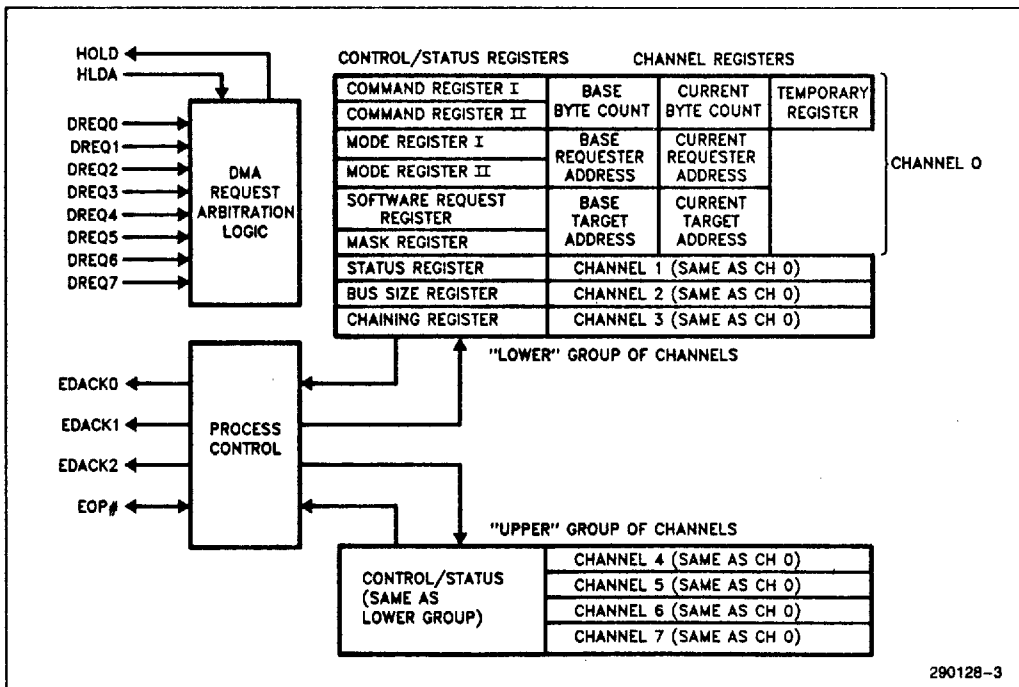 HOLD
HLDA
DREQ0
DREQ1
DREQ2
DREQ3
DREQ4
DREQ5
DREQ6
DREQ7
DMA
REQUEST
ARBITRATION
LOGIC
CONTROL/STATUS REGISTERS
CHANNEL REGISTERS
COMMAND REGISTER I
COMMAND REGISTER II
MODE REGISTER I
MODE REGISTER II
SOFTWARE REQUEST
REGISTER
MASK REGISTER
STATUS REGISTER
BUS SIZE REGISTER
CHAINING REGISTER
BASE
BYTE COUNT
CURRENT
BYTE COUNT
TEMPORARY
REGISTER
BASE
REQUESTER
ADDRESS
CURRENT
REQUESTER
ADDRESS
BASE
TARGET
ADDRESS
CURRENT
TARGET
ADDRESS
CHANNEL 0
CHANNEL 1 (SAME AS CH 0)
CHANNEL 2 (SAME AS CH 0)
CHANNEL 3 (SAME AS CH 0)
"LOWER" GROUP OF CHANNELS
EDACK0
EDACK1
EDACK2
EOP#
PROCESS
CONTROL
"UPPER" GROUP OF CHANNELS
CONTROL/STATUS
(SAME AS
LOWER GROUP)
CHANNEL 4 (SAME AS CH 0)
CHANNEL 5 (SAME AS CH 0)
CHANNEL 6 (SAME AS CH 0)
CHANNEL 7 (SAME AS CH 0)
290128-3